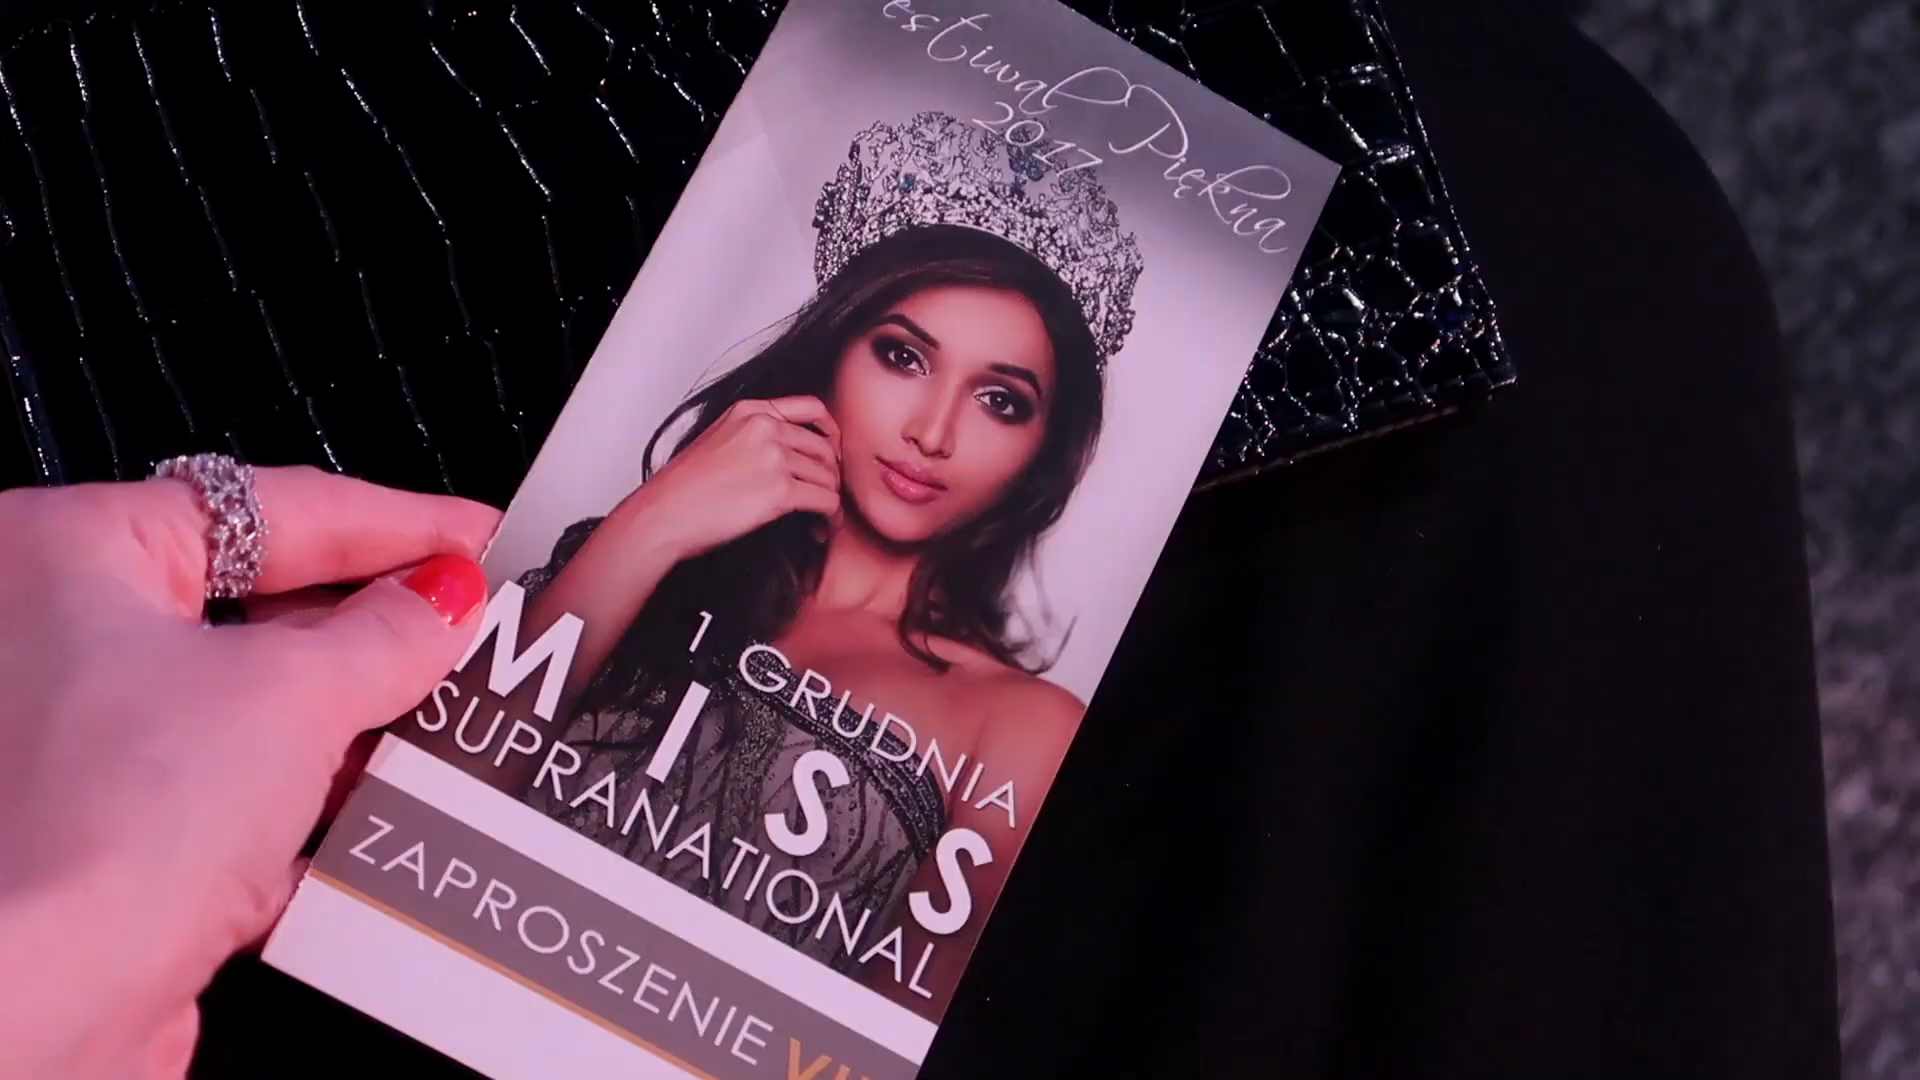 estiwal Piękna
2017
1 GRUDNIA
MISS
SUPRANATIONAL
ZAPROSZENIE